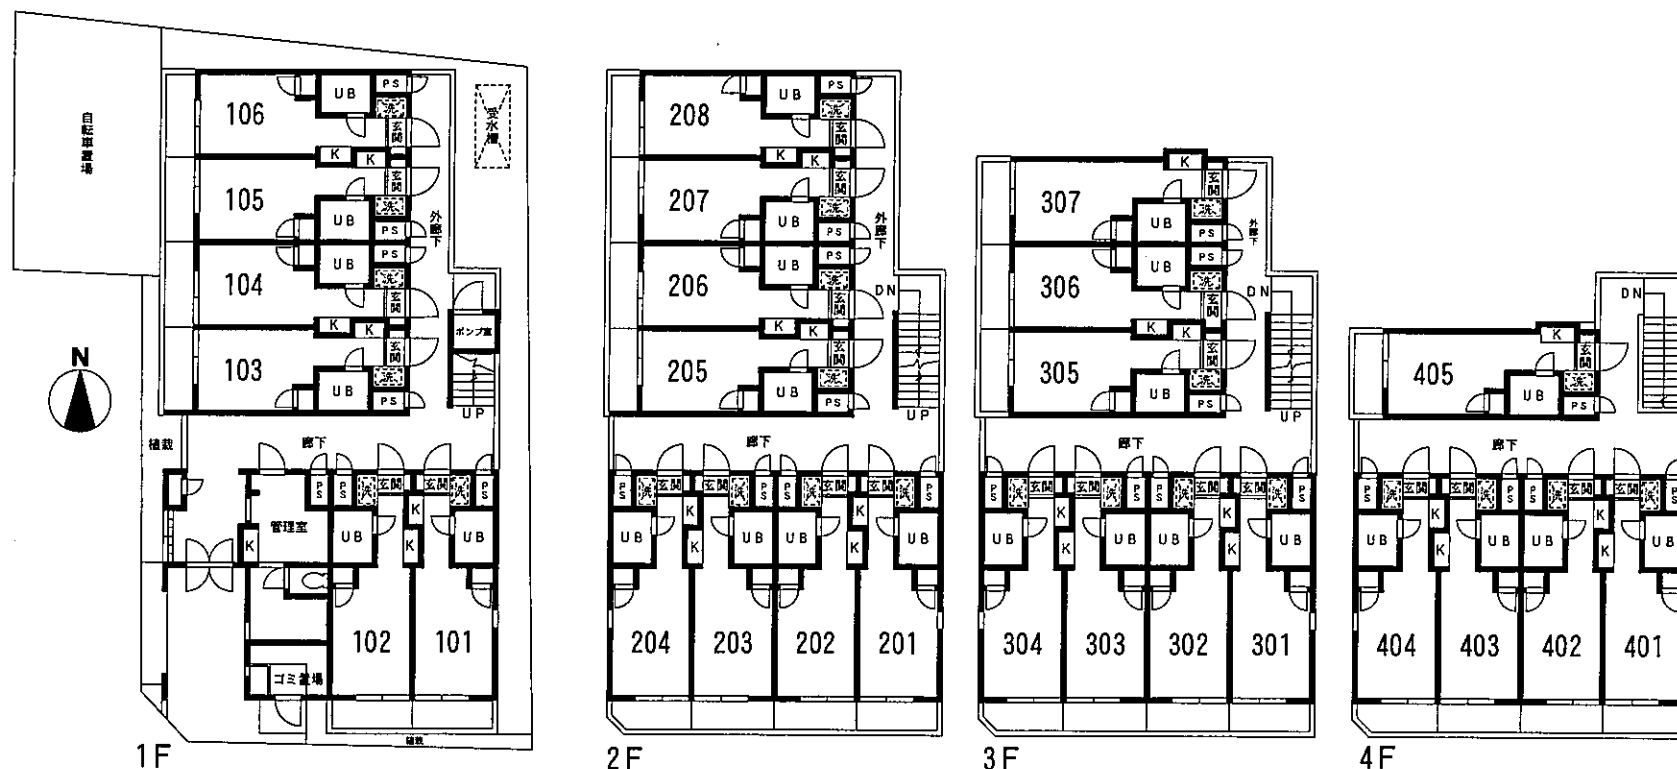 自転車置場
106
UB
PS
洗
玄関
K
K
受水槽
105
玄関
洗
UB
PS
外廊下
104
UB
PS
洗
玄関
K
K
ポンプ室
103
玄関
洗
UB
PS
UP
N
植栽
廊下
PS
PS
洗
玄関
玄関
洗
PS
管理室
K
UB
K
K
UB
102
101
ゴミ置場
植栽
1F
208
UB
PS
洗
玄関
K
K
207
玄関
洗
UB
PS
外廊下
206
UB
PS
洗
玄関
DN
K
K
205
玄関
洗
UB
PS
UP
廊下
PS
洗
玄関
玄関
洗
PS
PS
洗
玄関
玄関
洗
PS
UB
K
K
UB
UB
K
K
UB
204
203
202
201
2F
K
307
玄関
洗
UB
PS
外廊下
306
UB
PS
洗
玄関
DN
K
K
305
玄関
洗
UB
PS
UP
廊下
PS
洗
玄関
玄関
洗
PS
PS
洗
玄関
玄関
洗
PS
UB
K
K
UB
UB
K
K
UB
304
303
302
301
3F
DN
K
405
玄関
洗
UB
PS
廊下
PS
洗
玄関
玄関
洗
PS
PS
洗
玄関
玄関
洗
PS
UB
K
K
UB
UB
K
K
UB
404
403
402
401
4F